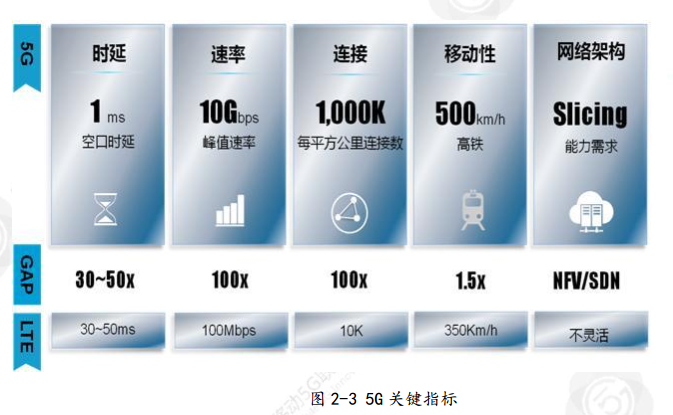 5G
时延
1 ms
空口时延
速率
10Gbps
峰值速率
连接
1,000K
每平方公里连接数
移动性
500km/h
高铁
网络架构
Slicing
能力需求
GAP
30~50x
100x
100x
1.5x
NFV/SDN
LTE
30~50ms
100Mbps
10K
350Km/h
不灵活
图 2-3 5G 关键指标